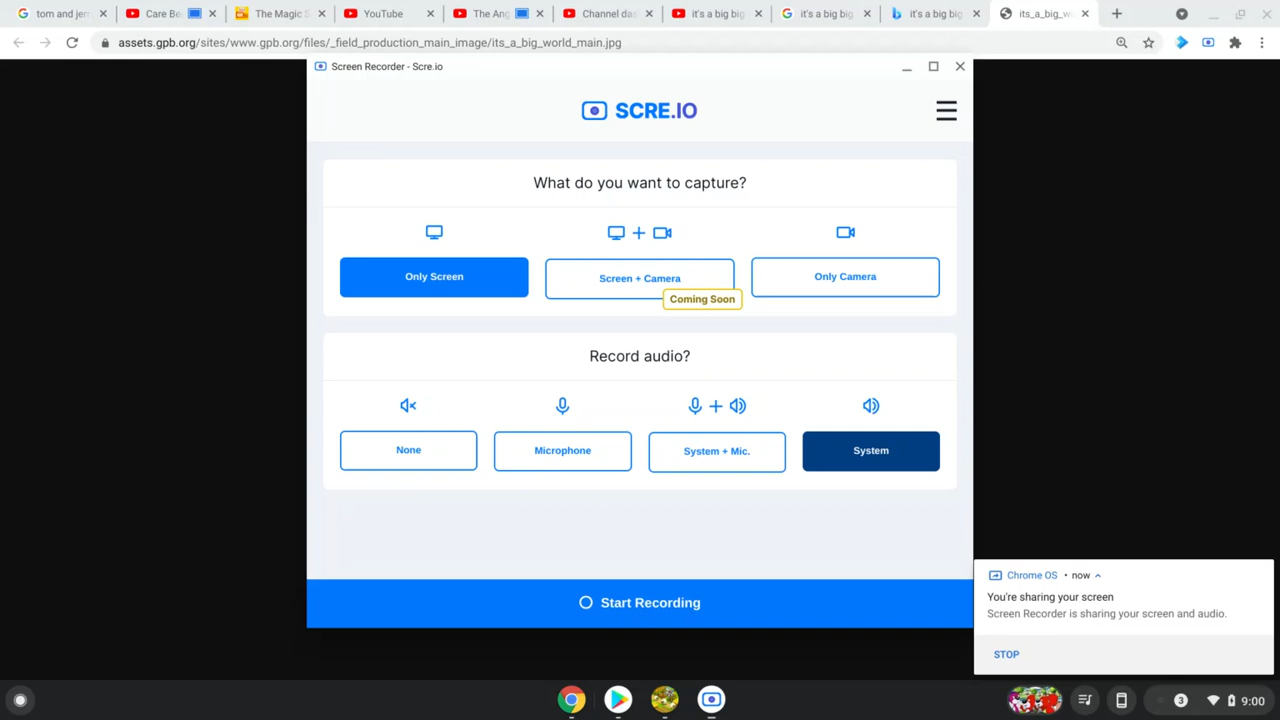 tom and jerr
Care Be
The Magic S
YouTube
The Ang
Channel das
it's a big big
it's a big big
it's a big big
its_a_big_wo
assets.gpb.org/sites/www.gpb.org/files/_field_production_main_image/its_a_big_world_main.jpg
Screen Recorder - Scre.io
SCRE.IO
What do you want to capture?
Only Screen
Screen + Camera
Only Camera
Coming Soon
Record audio?
None
Microphone
System + Mic.
System
Start Recording
Chrome OS • now
You're sharing your screen
Screen Recorder is sharing your screen and audio.
STOP
3
9:00